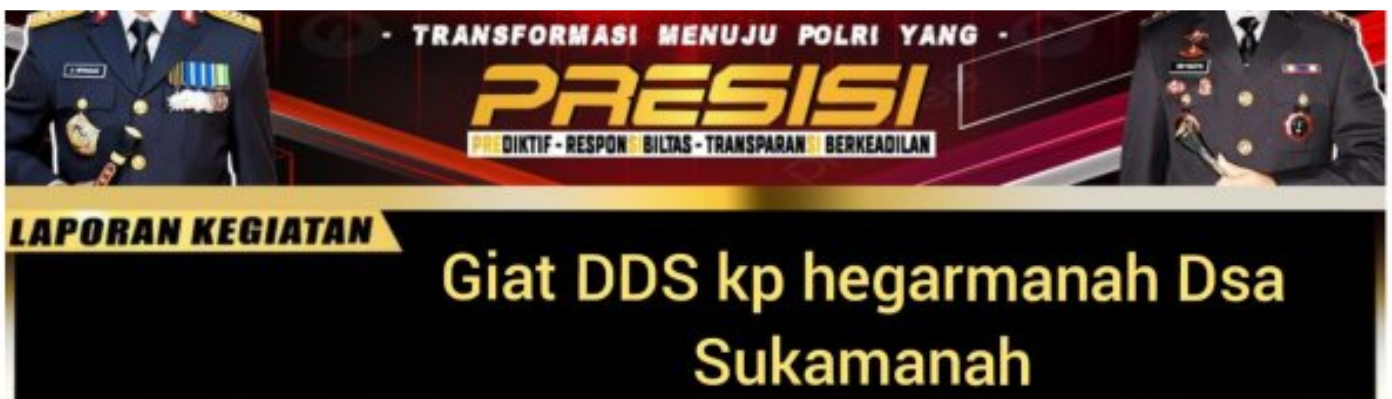 - TRANSFORMASI MENUJU POLRI YANG -
PRESISI
PREDIKTIF - RESPONSIBILTAS - TRANSPARANSI BERKEADILAN
LAPORAN KEGIATAN
Giat DDS kp hegarmanah Dsa
Sukamanah